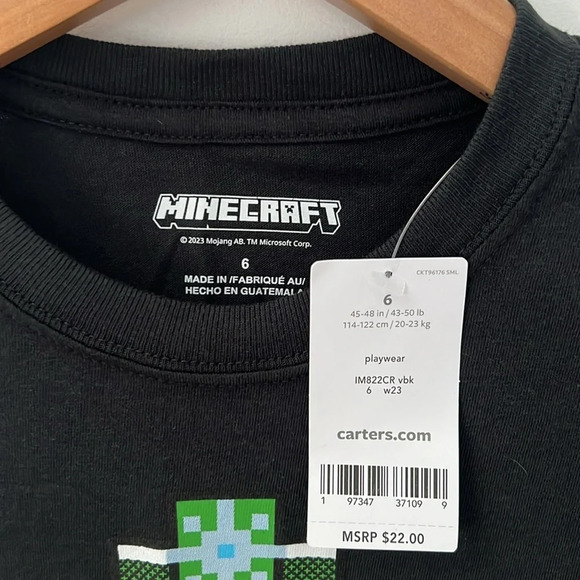 MINECRAFT
©2023 Mojang AB. TM Microsoft Corp.
6
MADE IN /FABRIQUÉ AU/
HECHO EN GUATEMALA
CKT96176 SML
6
45-48 in / 43-50 lb
114-122 cm / 20-23 kg
playwear
IM822CR vbk
6 w23
carters.com
1 97347 37109 9
MSRP $22.00